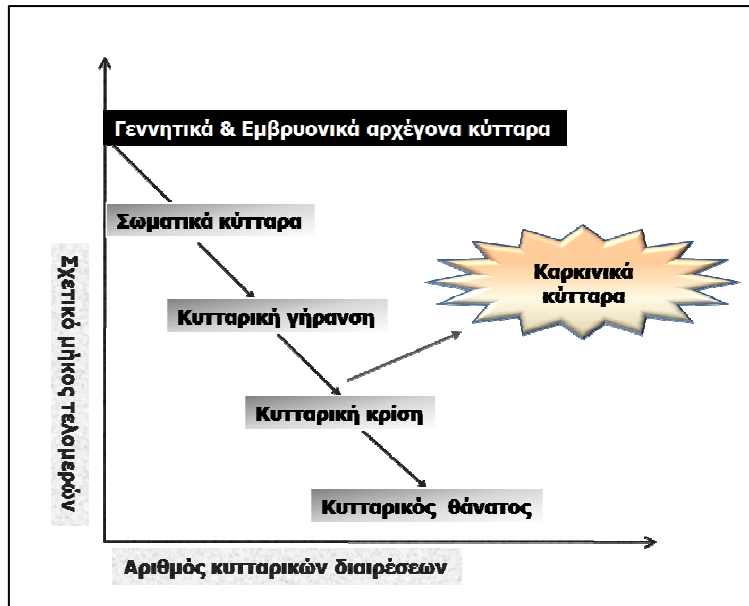 Γεννητικά & Εμβρυονικά αρχέγονα κύτταρα
Σωματικά κύτταρα
Καρκινικά
κύτταρα
Κυτταρική γήρανση
Σχετικό μήκος τελομερών
Κυτταρική κρίση
Κυτταρικός θάνατος
Αριθμός κυτταρικών διαιρέσεων